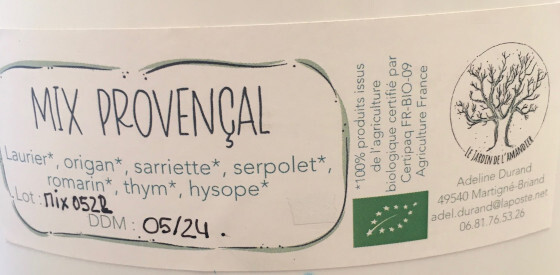 MIX PROVENÇAL
Laurier*, origan*, sarriette*, serpolet*,
romarin*, thym*, hysope*
Lot : Mix0522
DDM : 05/24.
*100% produits issus
de l'agriculture
biologique certifié par
Certipaq FR-BIO-09
Agriculture France
LE JARDIN DE L'AMANDIER
Adeline Durand
49540 Martigné-Briand
adel.durand@laposte.net
06.81.76.53.26